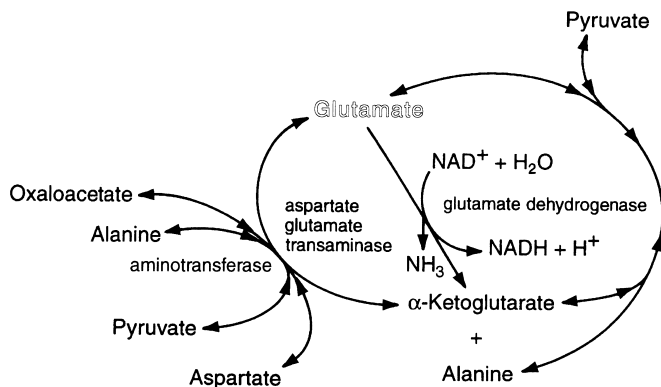 Pyruvate
Glutamate
NAD⁺ + H₂O
Oxaloacetate
aspartate
glutamate
transaminase
glutamate dehydrogenase
Alanine
aminotransferase
NH₃
NADH + H⁺
α-Ketoglutarate
Pyruvate
+
Aspartate
Alanine